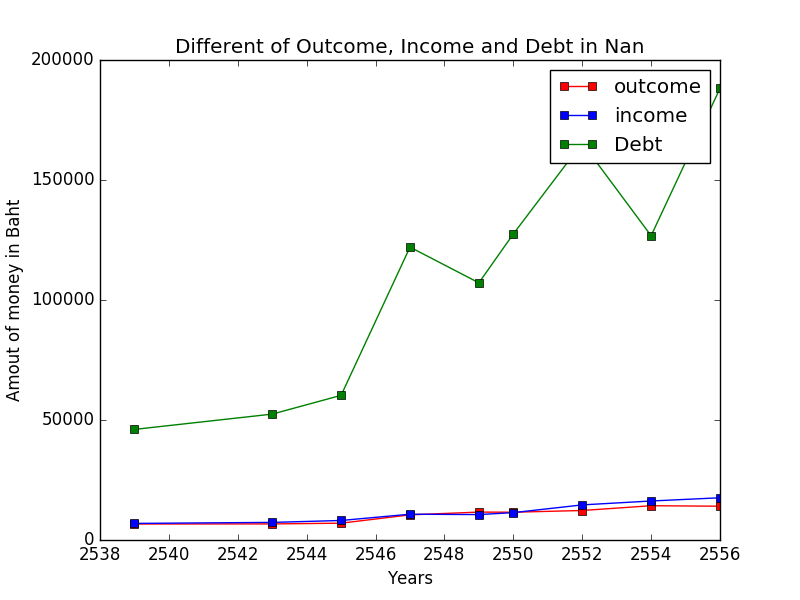 Different of Outcome, Income and Debt in Nan
200000
150000
100000
50000
0
Amout of money in Baht
outcome
income
Debt
2538 2540 2542 2544 2546 2548 2550 2552 2554 2556
Years